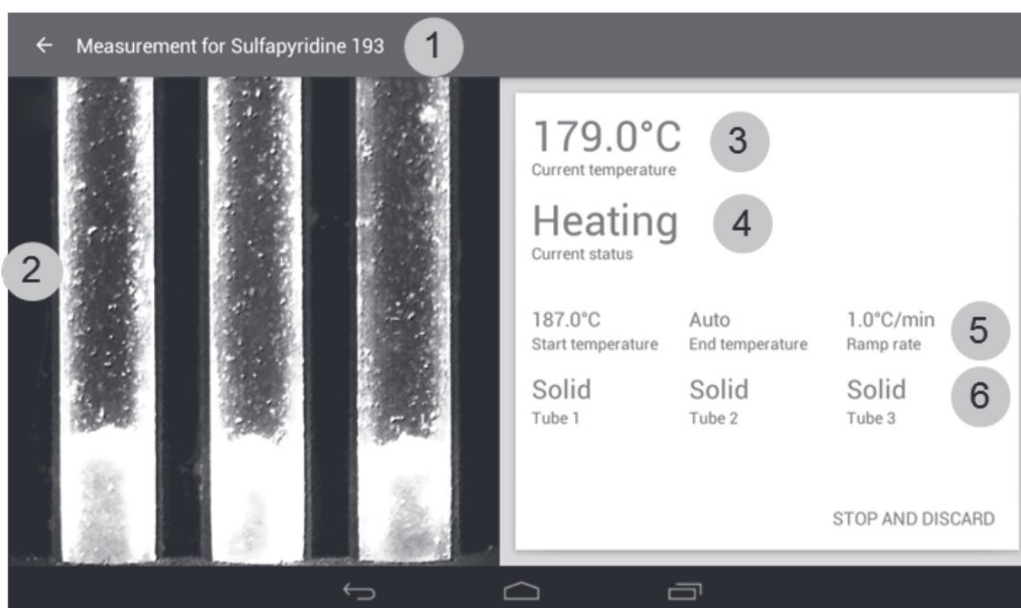 Measurement for Sulfapyridine 193 1
2
179.0°C 3
Current temperature
Heating 4
Current status
187.0°C Auto 1.0°C/min 5
Start temperature End temperature Ramp rate
Solid Solid Solid 6
Tube 1 Tube 2 Tube 3
STOP AND DISCARD